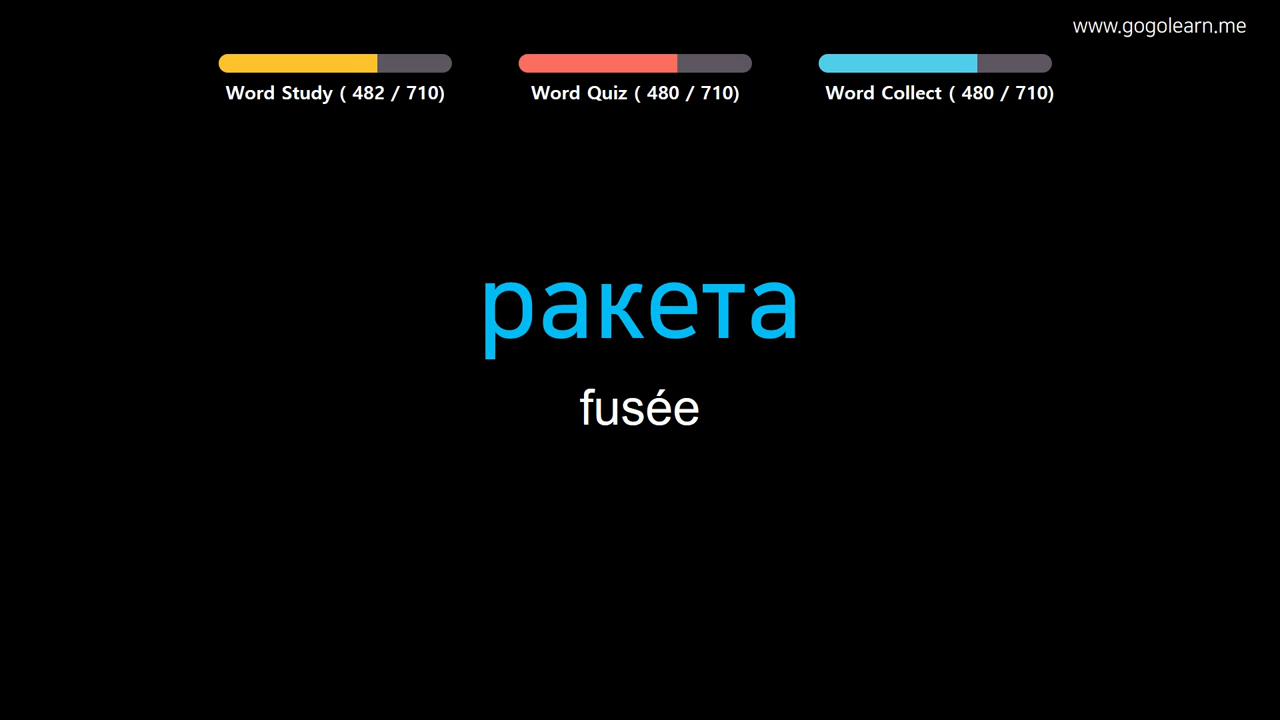 www.gogolearn.me
Word Study ( 482 / 710)
Word Quiz ( 480 / 710)
Word Collect ( 480 / 710)
ракета
fusée